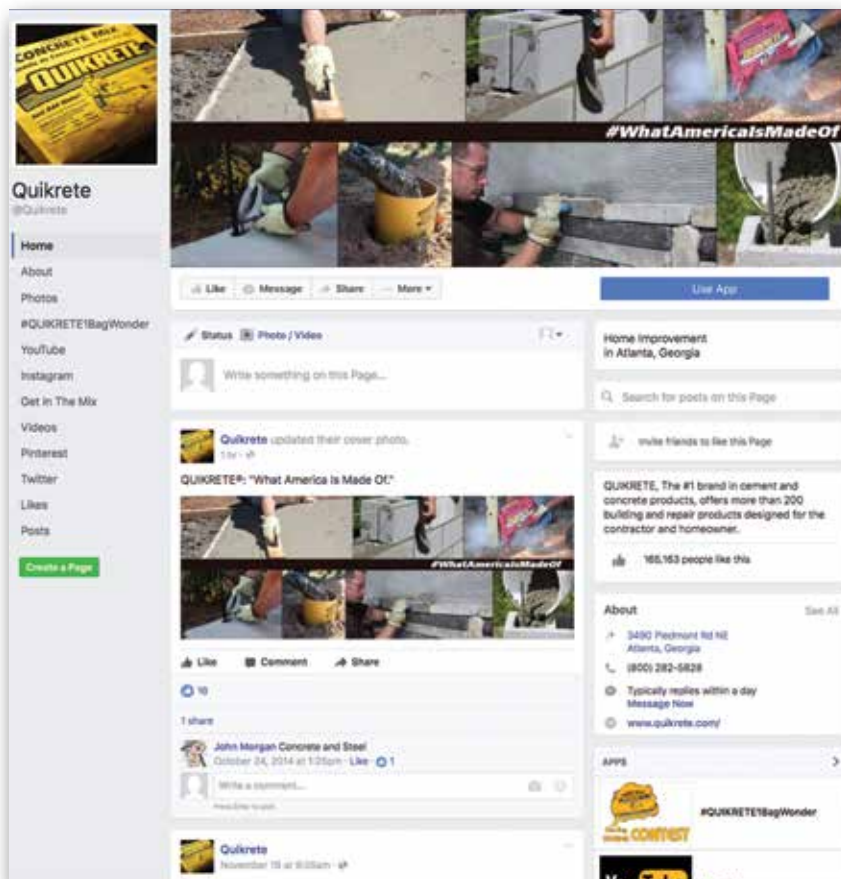 CONCRETE MIX
QUIKRETE
Quikrete
@Quikrete
Home
About
Photos
#QUIKRETE1BagWonder
YouTube
Instagram
Get In The Mix
Videos
Pinterest
Twitter
Likes
Posts
Create a Page
#WhatAmericaIsMadeOf
Like Message Share More
Use App
Status Photo / Video
Write something on this Page...
Quikrete updated their cover photo.
1 hr
QUIKRETE®: "What America Is Made Of."
#WhatAmericaIsMadeOf
Like Comment Share
1 share
John Morgan Concrete and Steel
October 24, 2014 at 1:25pm · Like · 1
Write a comment...
Press Enter to post.
Quikrete
Home Improvement
in Atlanta, Georgia
Search for posts on this Page
Invite friends to like this Page
QUIKRETE, The #1 brand in cement and
concrete products, offers more than 200
building and repair products designed for the
contractor and homeowner.
165,163 people like this
About See All
3490 Piedmont Rd NE
Atlanta, Georgia
(800) 282-5828
Typically replies within a day
Message Now
www.quikrete.com/
APPS
CONTEST
#QUIKRETE1BagWonder